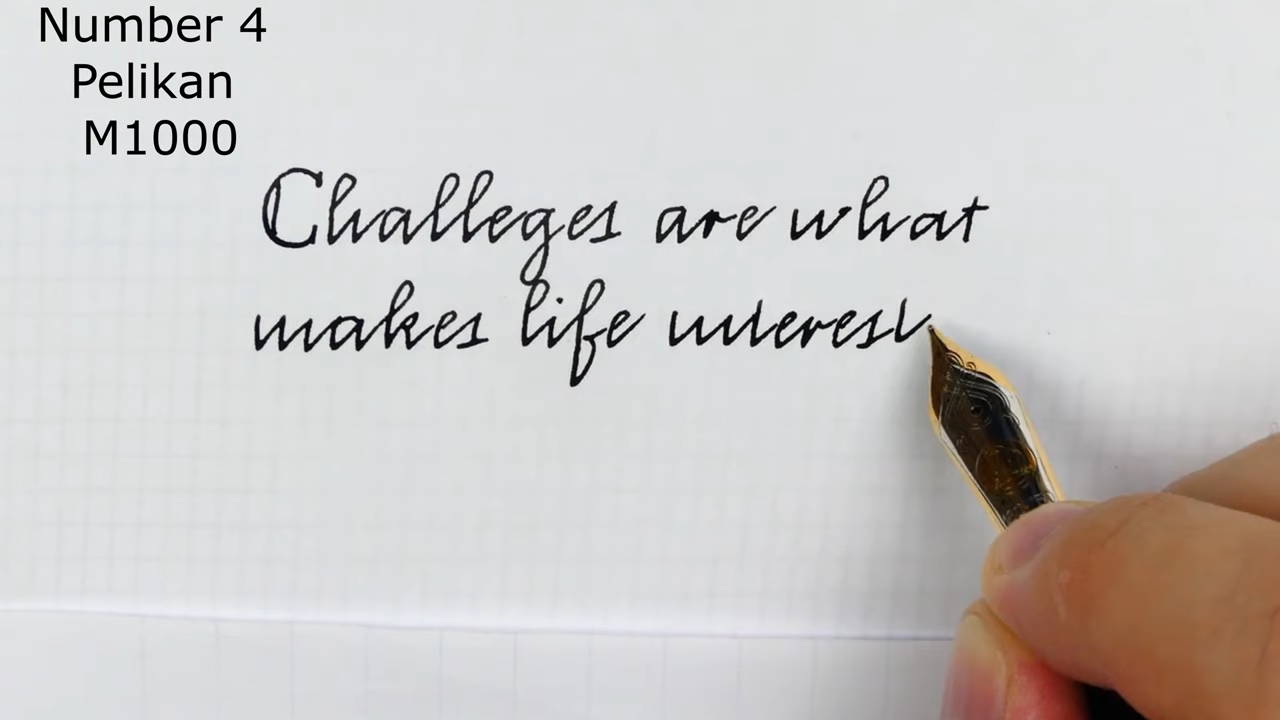 Number 4
Pelikan
M1000
Challeges are what
makes life interest